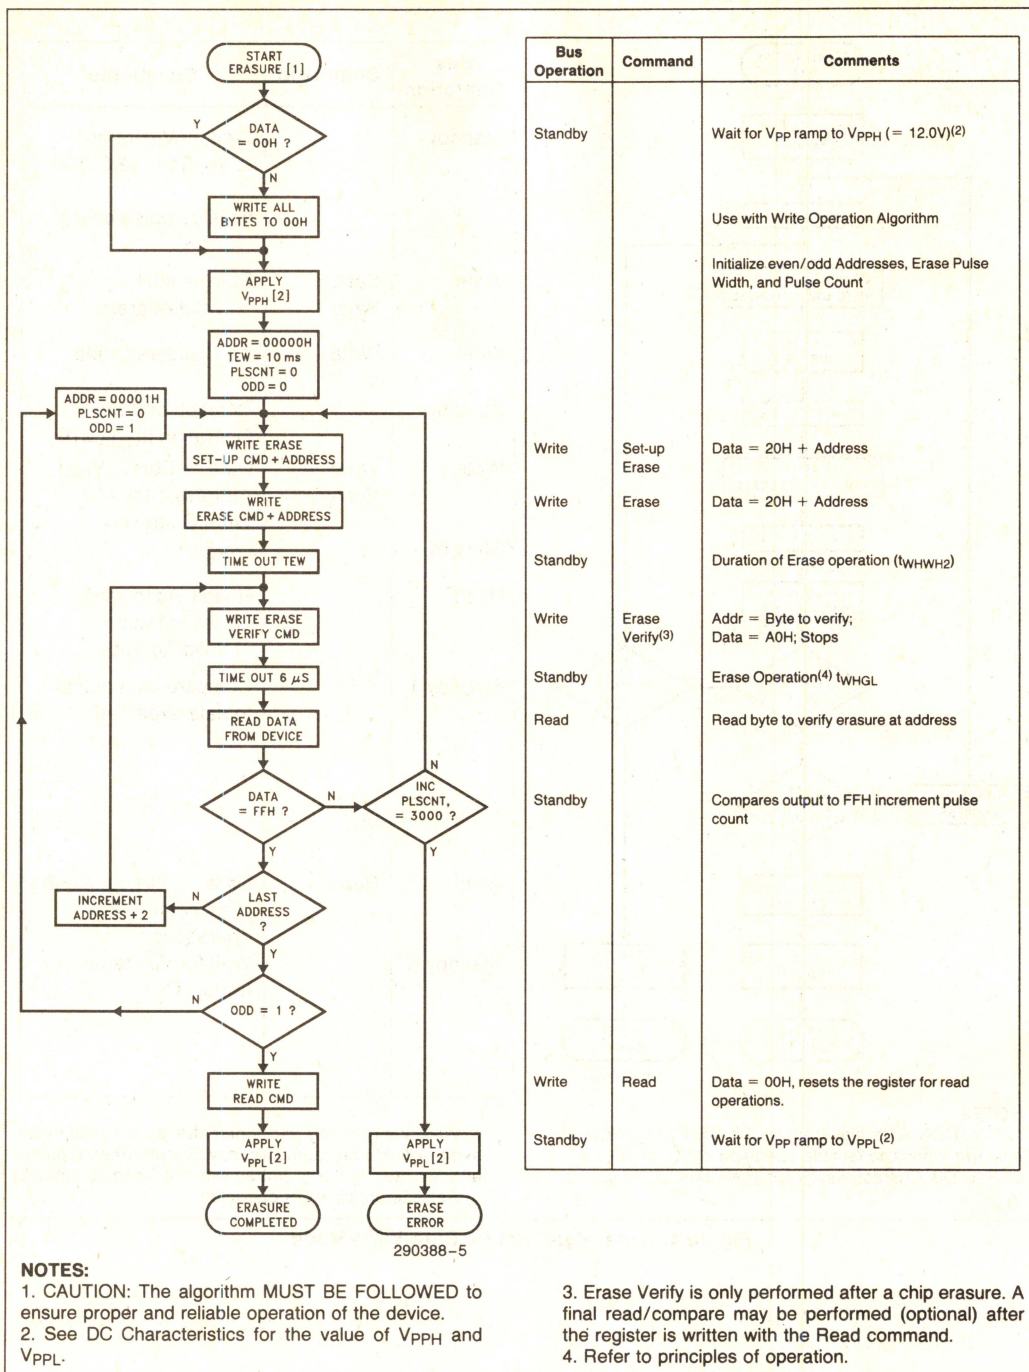 START
ERASURE [1]
Y
DATA
= 00H ?
N
WRITE ALL
BYTES TO 00H
APPLY
VPPH [2]
ADDR = 00000H
TEW = 10 ms
PLSCNT = 0
ODD = 0
ADDR = 00001H
PLSCNT = 0
ODD = 1
WRITE ERASE
SET-UP CMD + ADDRESS
WRITE
ERASE CMD + ADDRESS
TIME OUT TEW
WRITE ERASE
VERIFY CMD
TIME OUT 6 μS
READ DATA
FROM DEVICE
N
DATA
= FFH ?
N
INC
PLSCNT,
= 3000 ?
Y
Y
INCREMENT
ADDRESS + 2
N
LAST
ADDRESS
?
Y
N
ODD = 1 ?
Y
WRITE
READ CMD
APPLY
VPPL [2]
APPLY
VPPL [2]
ERASURE
COMPLETED
ERASE
ERROR
290388-5
Bus
Operation
Command
Comments
Standby
Wait for VPP ramp to VPPH (= 12.0V)(2)
Use with Write Operation Algorithm
Initialize even/odd Addresses, Erase Pulse
Width, and Pulse Count
Write
Set-up
Erase
Data = 20H + Address
Write
Erase
Data = 20H + Address
Standby
Duration of Erase operation (tWHWH2)
Write
Erase
Verify(3)
Addr = Byte to verify;
Data = A0H; Stops
Standby
Erase Operation(4) tWHGL
Read
Read byte to verify erasure at address
Standby
Compares output to FFH increment pulse
count
Write
Read
Data = 00H, resets the register for read
operations.
Standby
Wait for VPP ramp to VPPL(2)
NOTES:
1. CAUTION: The algorithm MUST BE FOLLOWED to
ensure proper and reliable operation of the device.
2. See DC Characteristics for the value of VPPH and
VPPL.
3. Erase Verify is only performed after a chip erasure. A
final read/compare may be performed (optional) after
the register is written with the Read command.
4. Refer to principles of operation.